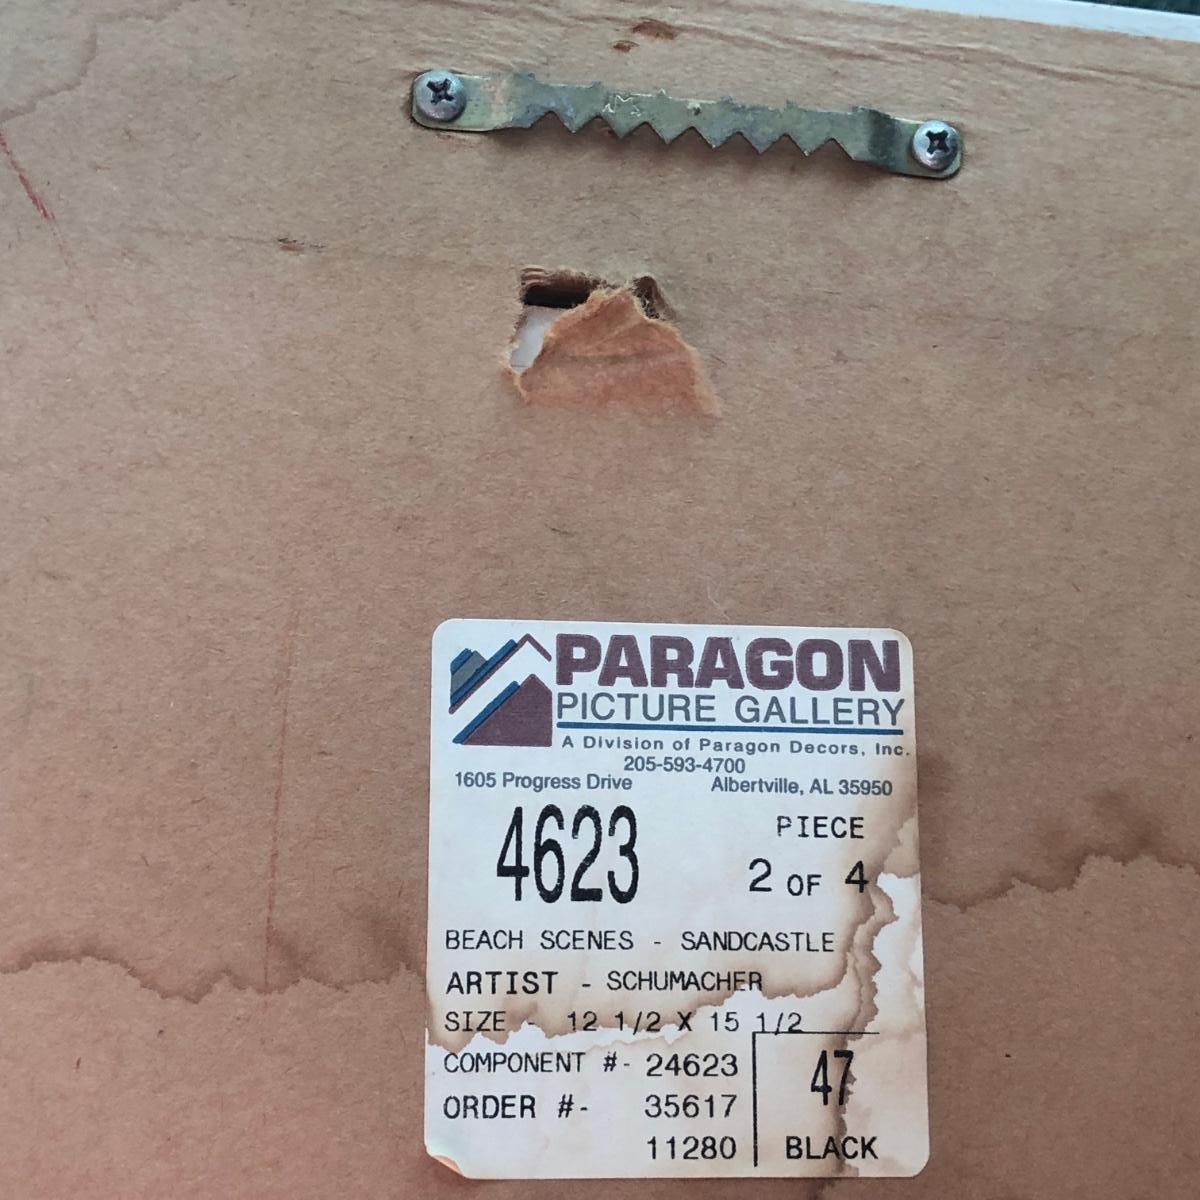 PARAGON
PICTURE GALLERY
A Division of Paragon Decors, Inc.
205-593-4700
1605 Progress Drive Albertville, AL 35950
4623 PIECE
2 OF 4
BEACH SCENES - SANDCASTLE
ARTIST - SCHUMACHER
SIZE - 12 1/2 X 15 1/2
COMPONENT #- 24623 47
ORDER #- 35617
11280 BLACK